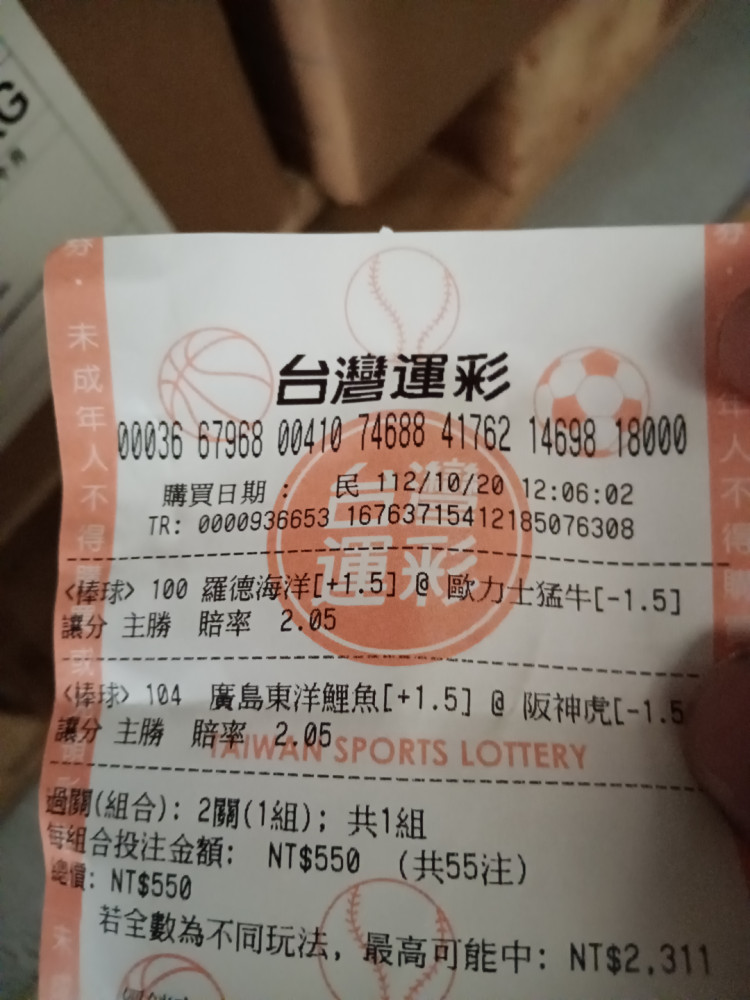 台灣運彩
00036 67968 00410 74688 41762 14698 18000
購買日期： 民 112/10/20 12:06:02
TR: 0000936653 167637154121850763​08
<棒球> 100 羅德海洋[+1.5] @ 歐力士猛牛[-1.5]
讓分 主勝 賠率 2.05
<棒球> 104 廣島東洋鯉魚[+1.5] @ 阪神虎[-1.5
讓分 主勝 賠率 2.05
TAIWAN SPORTS LOTTERY
過關(組合): 2關(1組); 共1組
每組合投注金額: NT$550 (共55注)
總價: NT$550
若全數為不同玩法, 最高可能中: NT$2,311
台灣
運彩
未成年人不得
年人不得